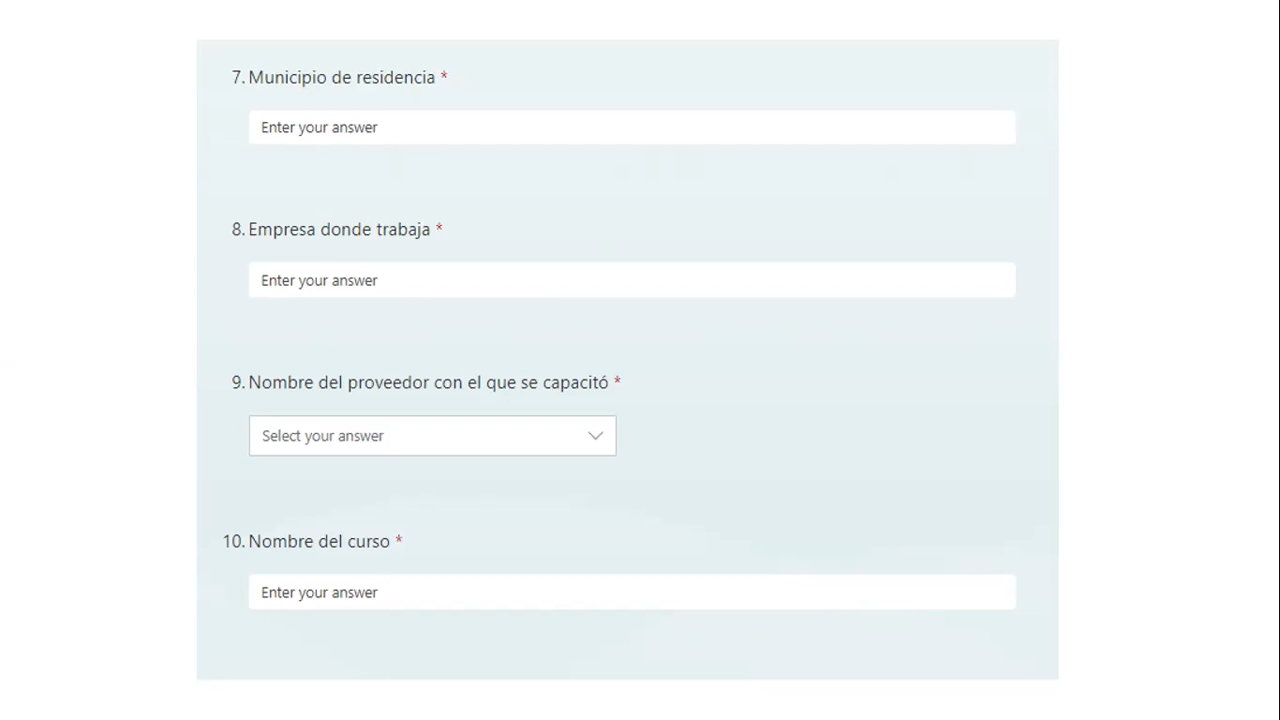 7. Municipio de residencia *
Enter your answer
8. Empresa donde trabaja *
Enter your answer
9. Nombre del proveedor con el que se capacitó *
Select your answer
10. Nombre del curso *
Enter your answer